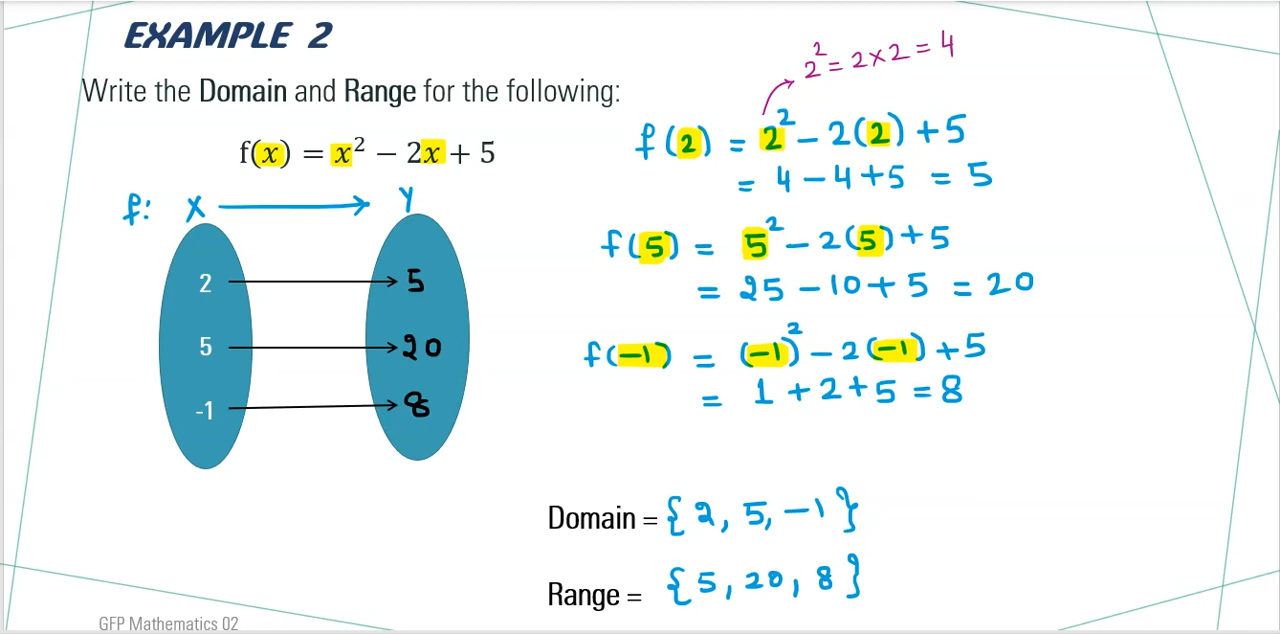 EXAMPLE 2
2² = 2×2 = 4
Write the Domain and Range for the following:
f(x) = x² − 2x + 5
f(2) = 2² − 2(2) + 5
= 4 − 4 + 5 = 5
f: X → Y
f(5) = 5² − 2(5) + 5
= 25 − 10 + 5 = 20
2 → 5
5 → 20
-1 → 8
f(−1) = (−1)² − 2(−1) + 5
= 1 + 2 + 5 = 8
Domain = {2, 5, −1}
Range = {5, 20, 8}
GFP Mathematics 02